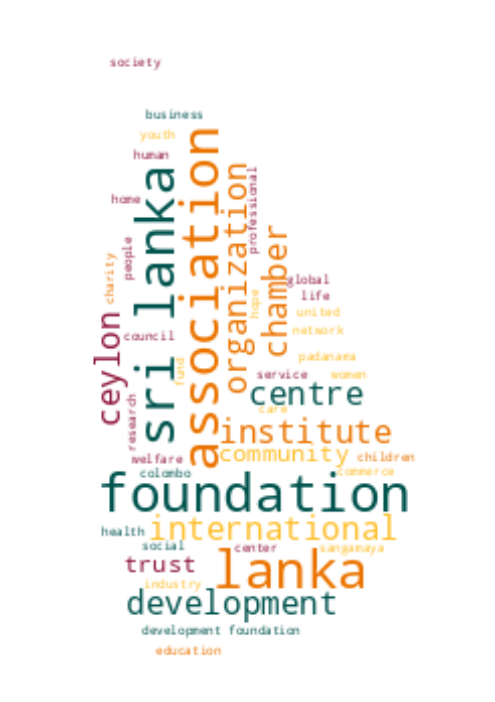 society
business
youth
human
home
sri lanka
association
organization
professional
chamber
people
charity
hope
global
life
united
network
ceylon
council
fund
padanama
service
women
centre
research
care
institute
community
welfare
children
colombo
commerce
foundation
health
international
social
center
sangamaya
trust
lanka
industry
development
development foundation
education